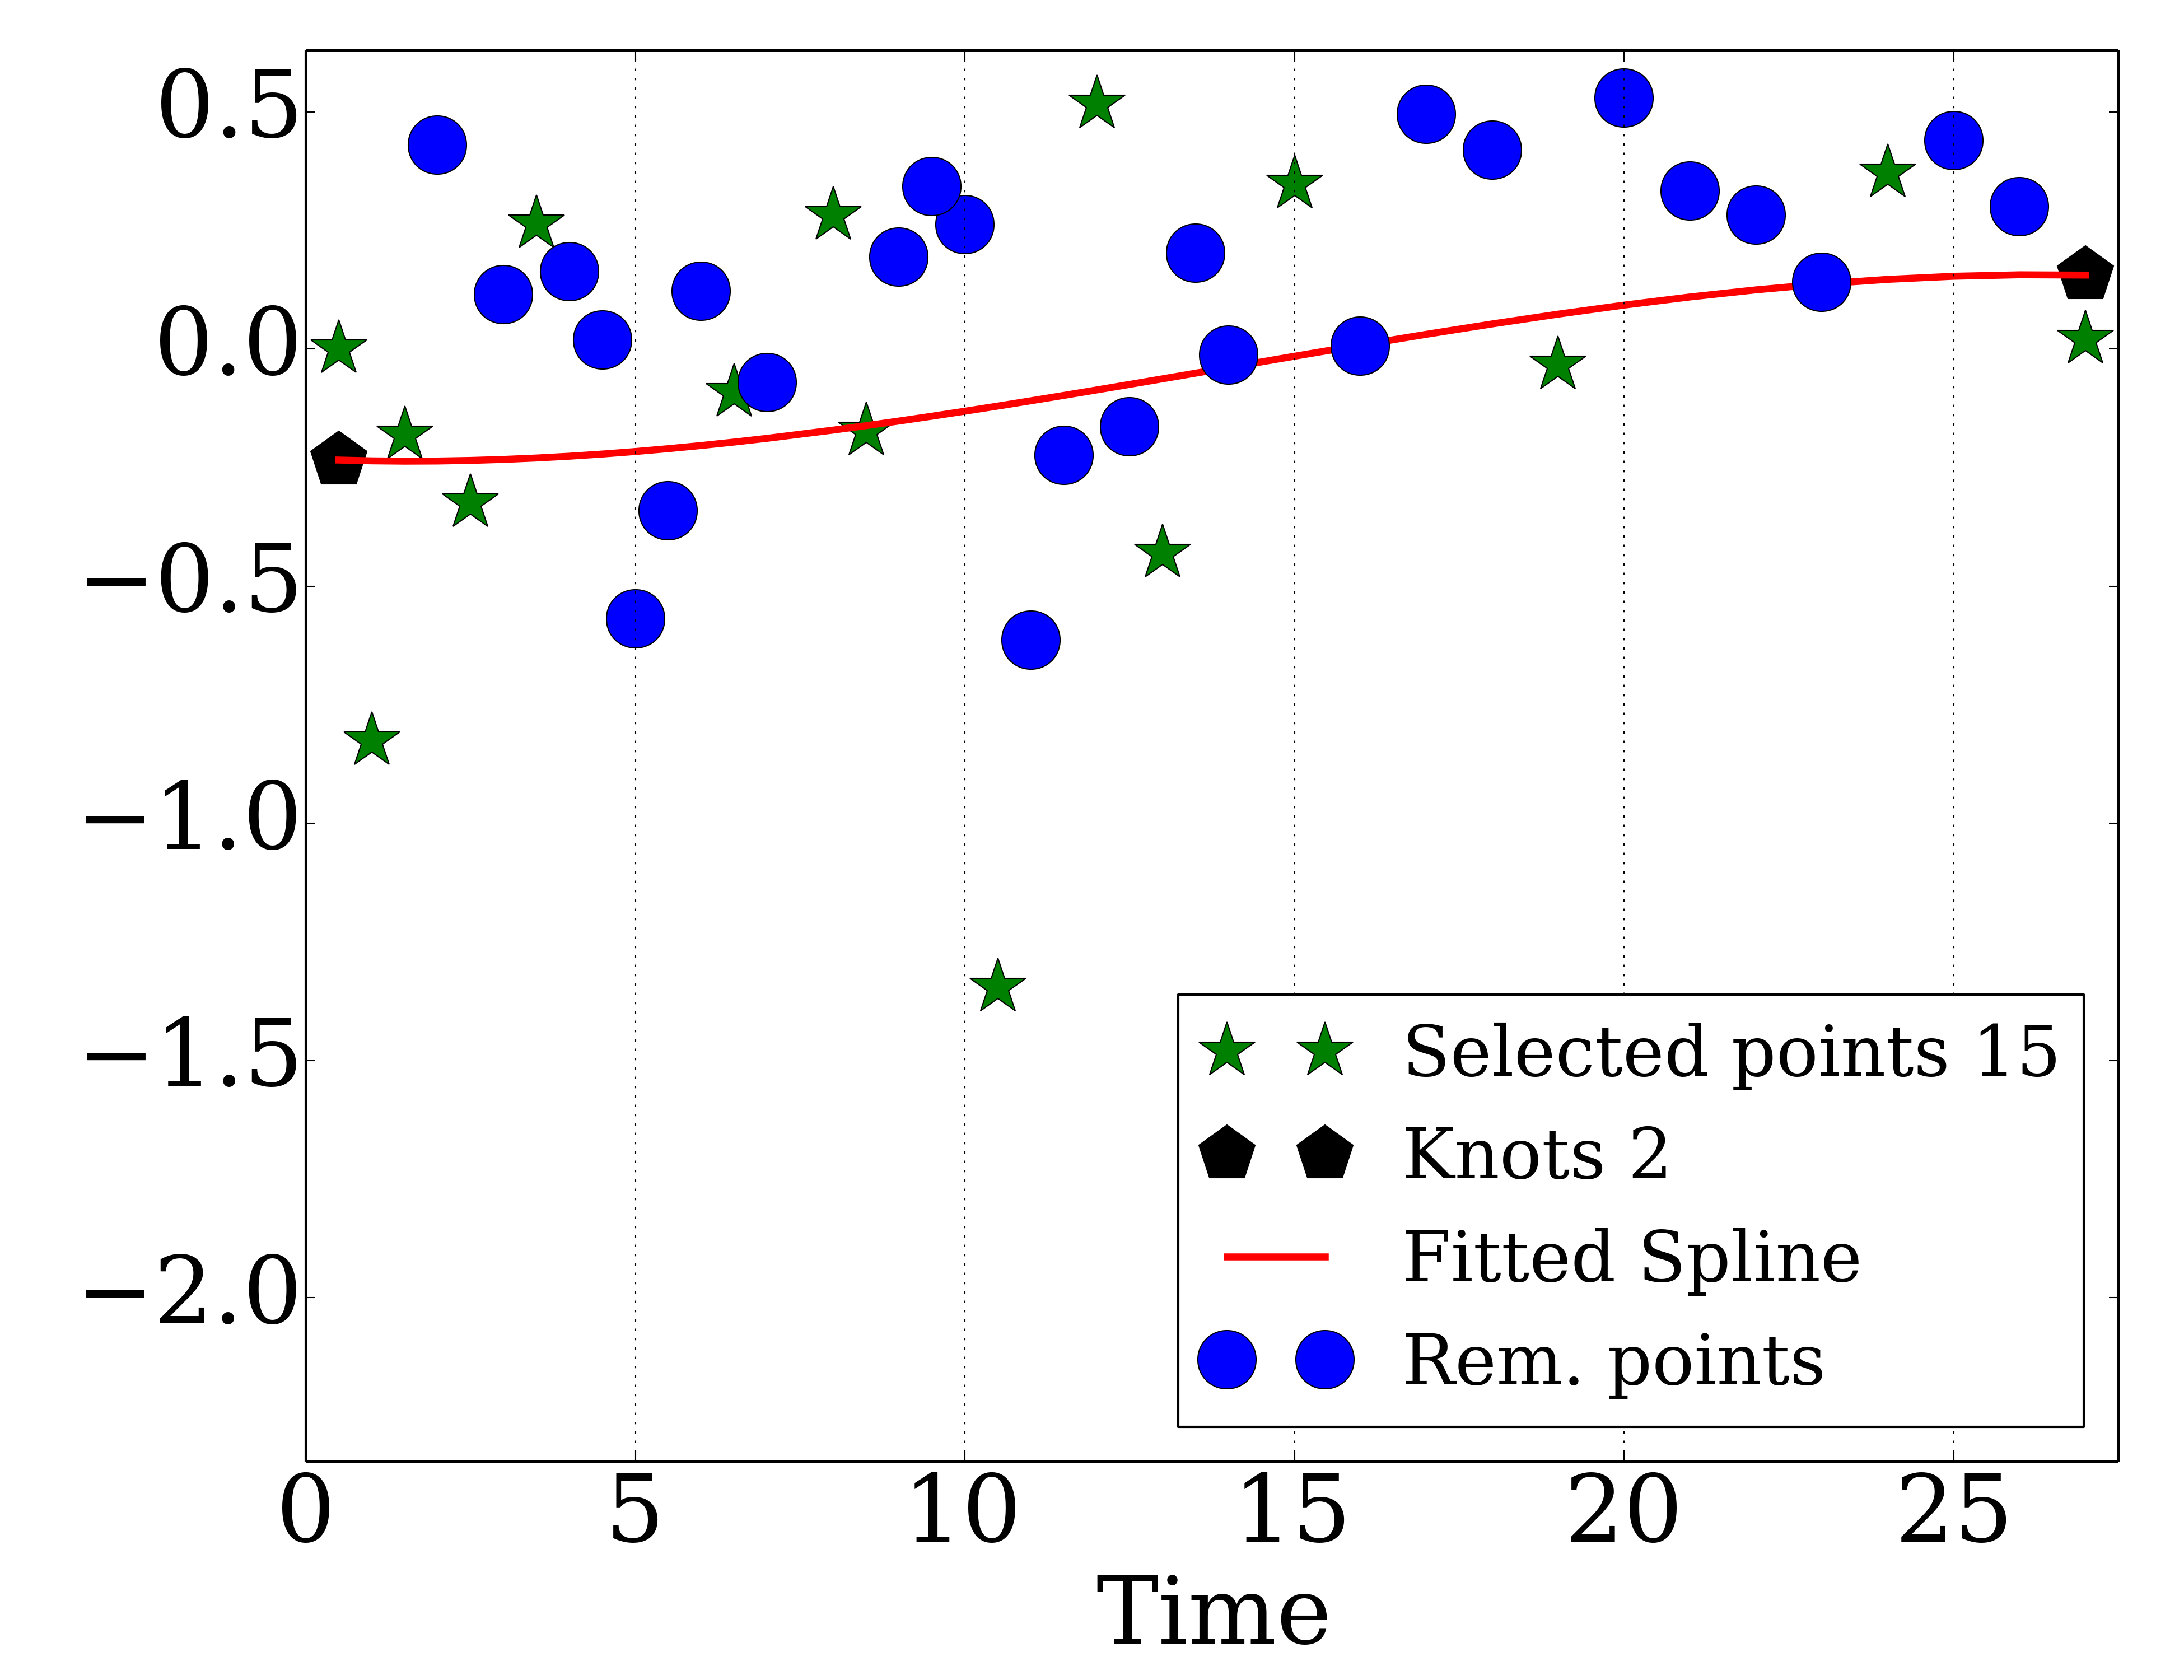 0.5
0.0
−0.5
−1.0
−1.5
−2.0
Selected points 15
Knots 2
Fitted Spline
Rem. points
0 5 10 15 20 25
Time